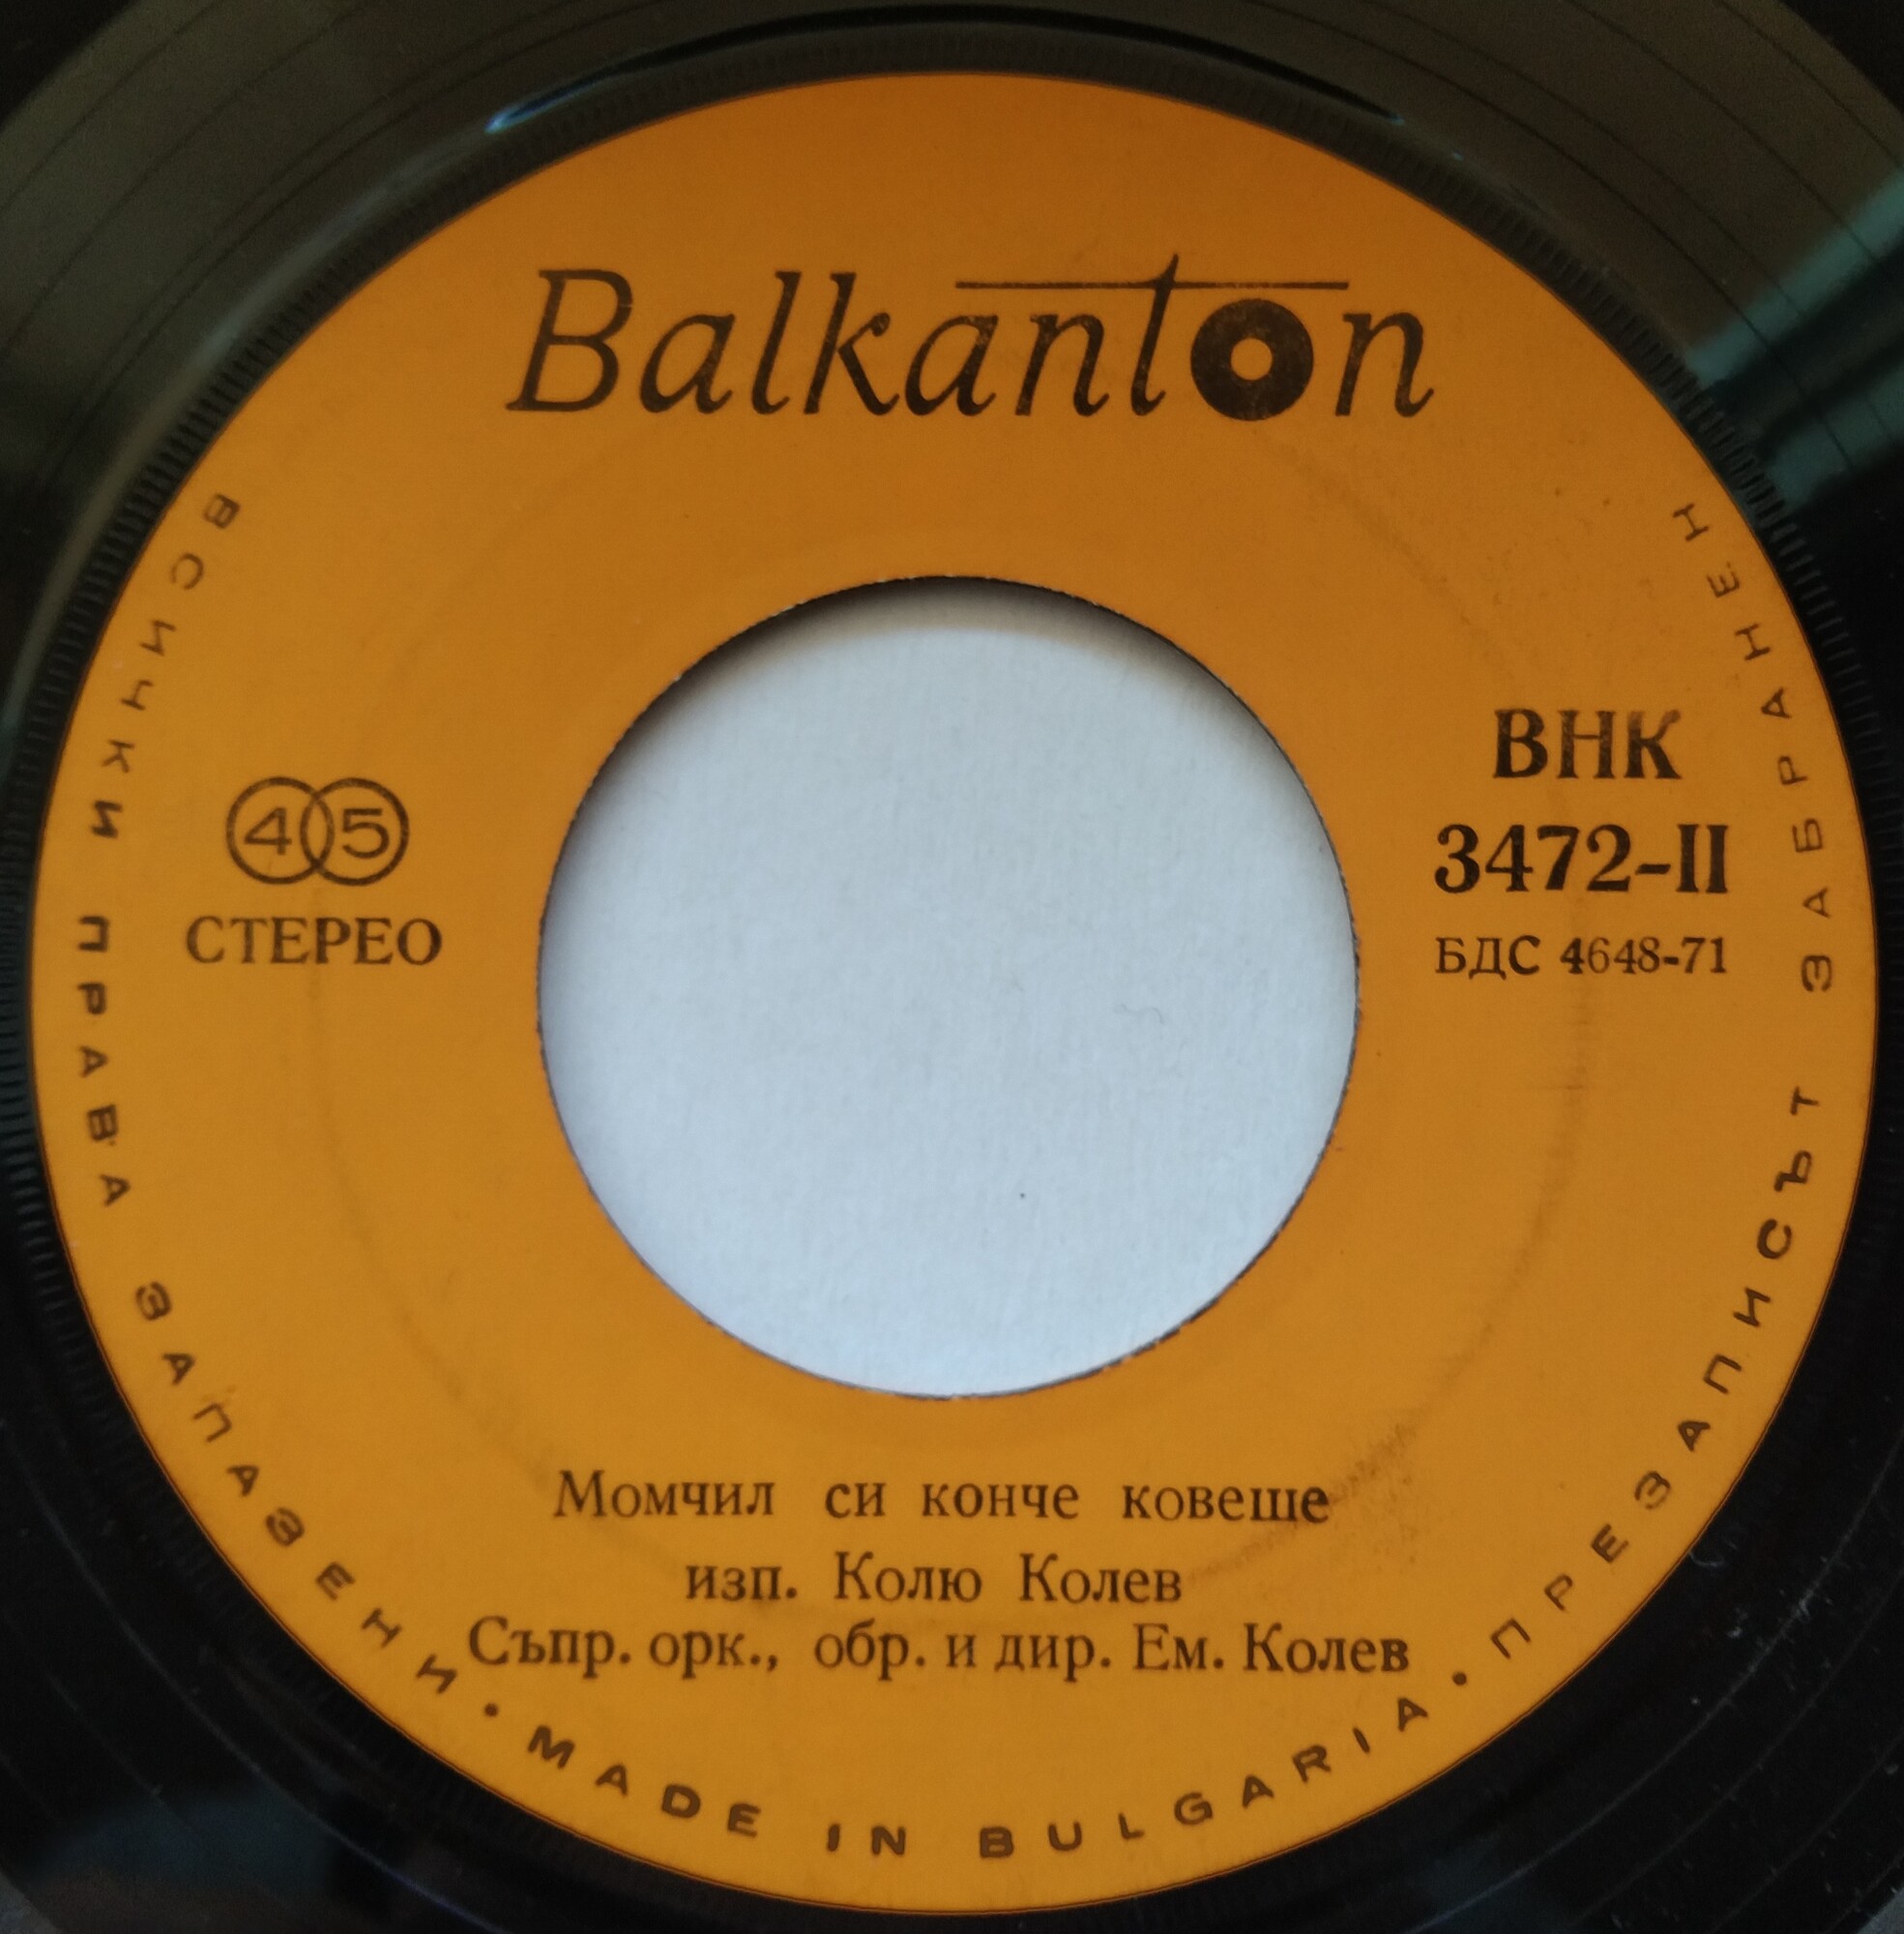 Balkanton
45
СТЕРЕО
ВНК
3472-II
БДС 4648-71
Момчил си конче ковеше
изп. Колю Колев
Съпр. орк., обр. и дир. Ем. Колев
ВСИЧКИ ПРАВА ЗАПАЗЕНИ • MADE IN BULGARIA • ПРЕЗАПИСЪТ ЗАБРАНЕН